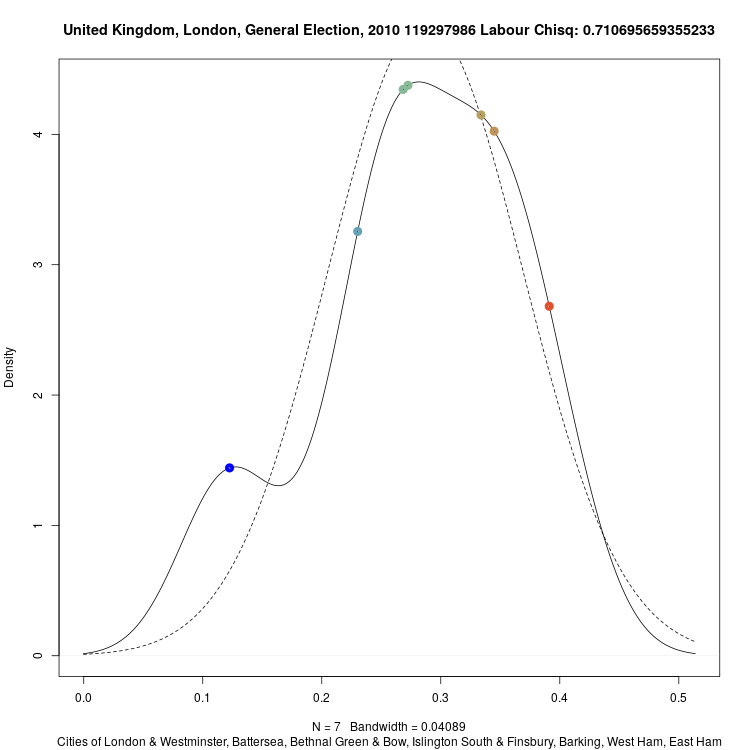 United Kingdom, London, General Election, 2010 119297986 Labour Chisq: 0.710695659355233
Density
4
3
2
1
0
0.0 0.1 0.2 0.3 0.4 0.5
N = 7 Bandwidth = 0.04089
Cities of London & Westminster, Battersea, Bethnal Green & Bow, Islington South & Finsbury, Barking, West Ham, East Ham